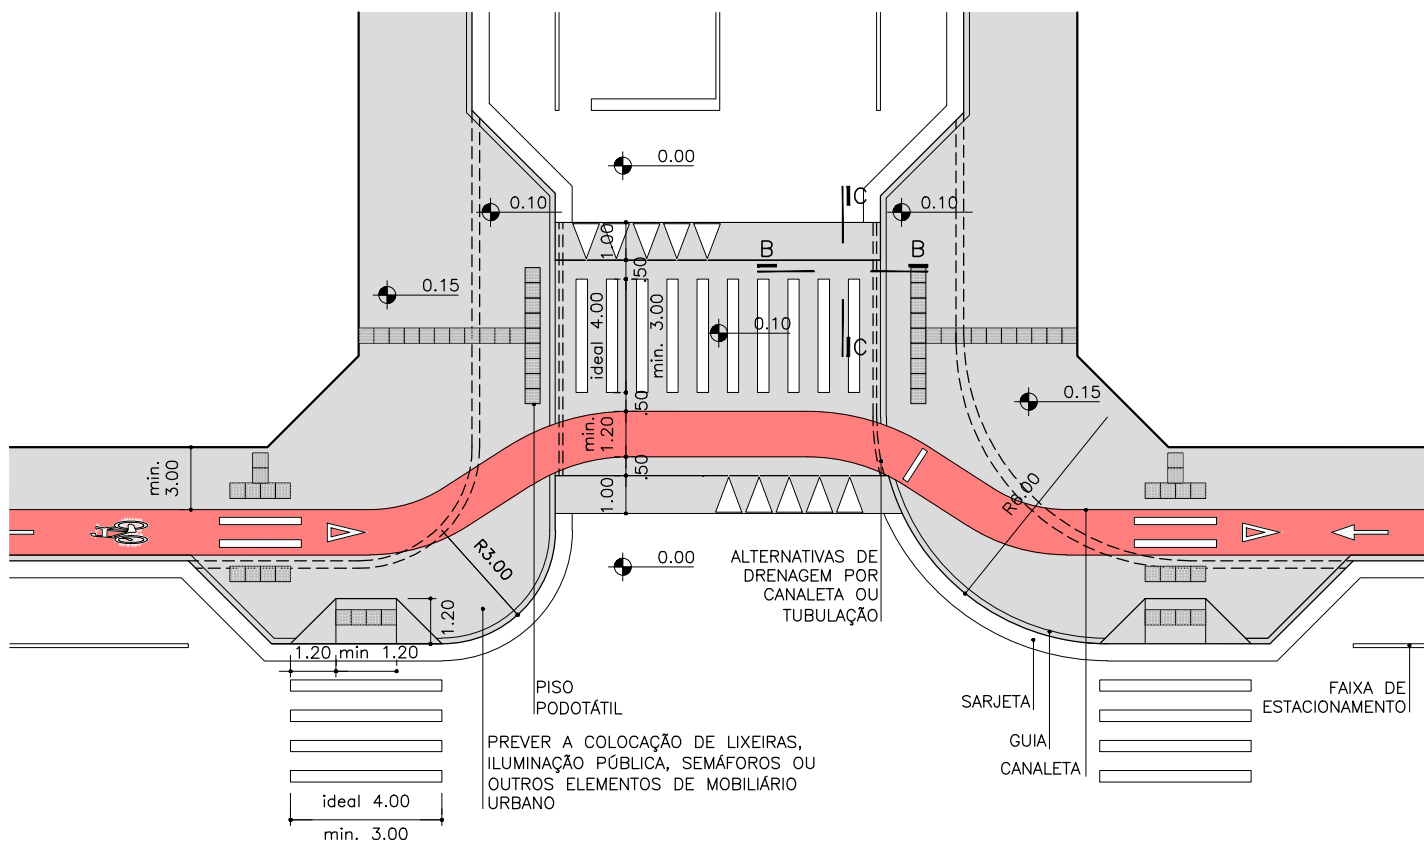 0.00
0.10
C
0.10
1.00
B
B
.50
0.15
ideal 4.00
min. 3.00
0.10
C
0.15
.50
min.
1.20
min.
3.00
.50
1.00
R6.00
R3.00
0.00
ALTERNATIVAS DE
DRENAGEM POR
CANALETA OU
TUBULAÇÃO
1.20
1.20 min 1.20
PISO
PODOTÁTIL
SARJETA
FAIXA DE
ESTACIONAMENTO
PREVER A COLOCAÇÃO DE LIXEIRAS,
ILUMINAÇÃO PÚBLICA, SEMÁFOROS OU
OUTROS ELEMENTOS DE MOBILIÁRIO
URBANO
GUIA
CANALETA
ideal 4.00
min. 3.00